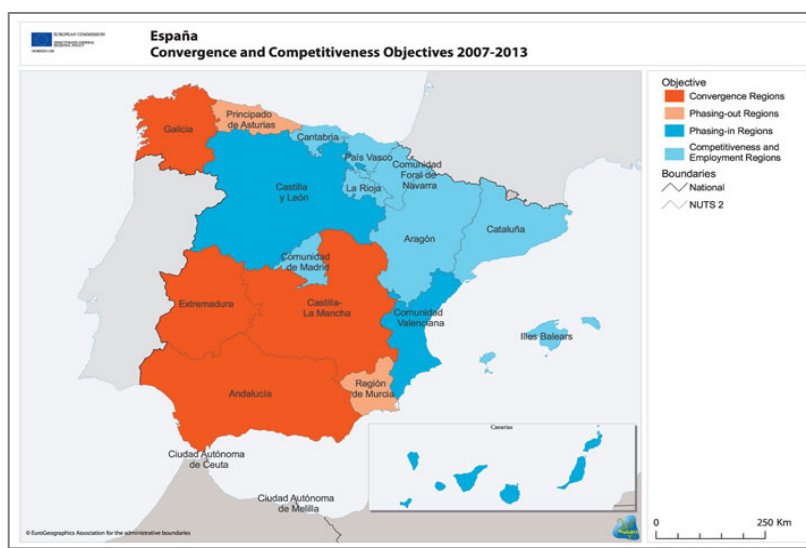 EUROPEAN COMMISSION
España
Convergence and Competitiveness Objectives 2007-2013
Objective
Convergence Regions
Phasing-out Regions
Phasing-in Regions
Competitiveness and
Employment Regions
Boundaries
National
NUTS 2
Galicia
Principado
de Asturias
Cantabria
País Vasco
Comunidad
Foral de
Navarra
La Rioja
Castilla
y León
Aragón
Cataluña
Comunidad
de Madrid
Extremadura
Castilla-
La Mancha
Comunidad
Valenciana
Illes Balears
Andalucía
Región
de Murcia
Canarias
Ciudad Autónoma
de Ceuta
Ciudad Autónoma
de Melilla
© EuroGeographics Association for the administrative boundaries
0 250 Km